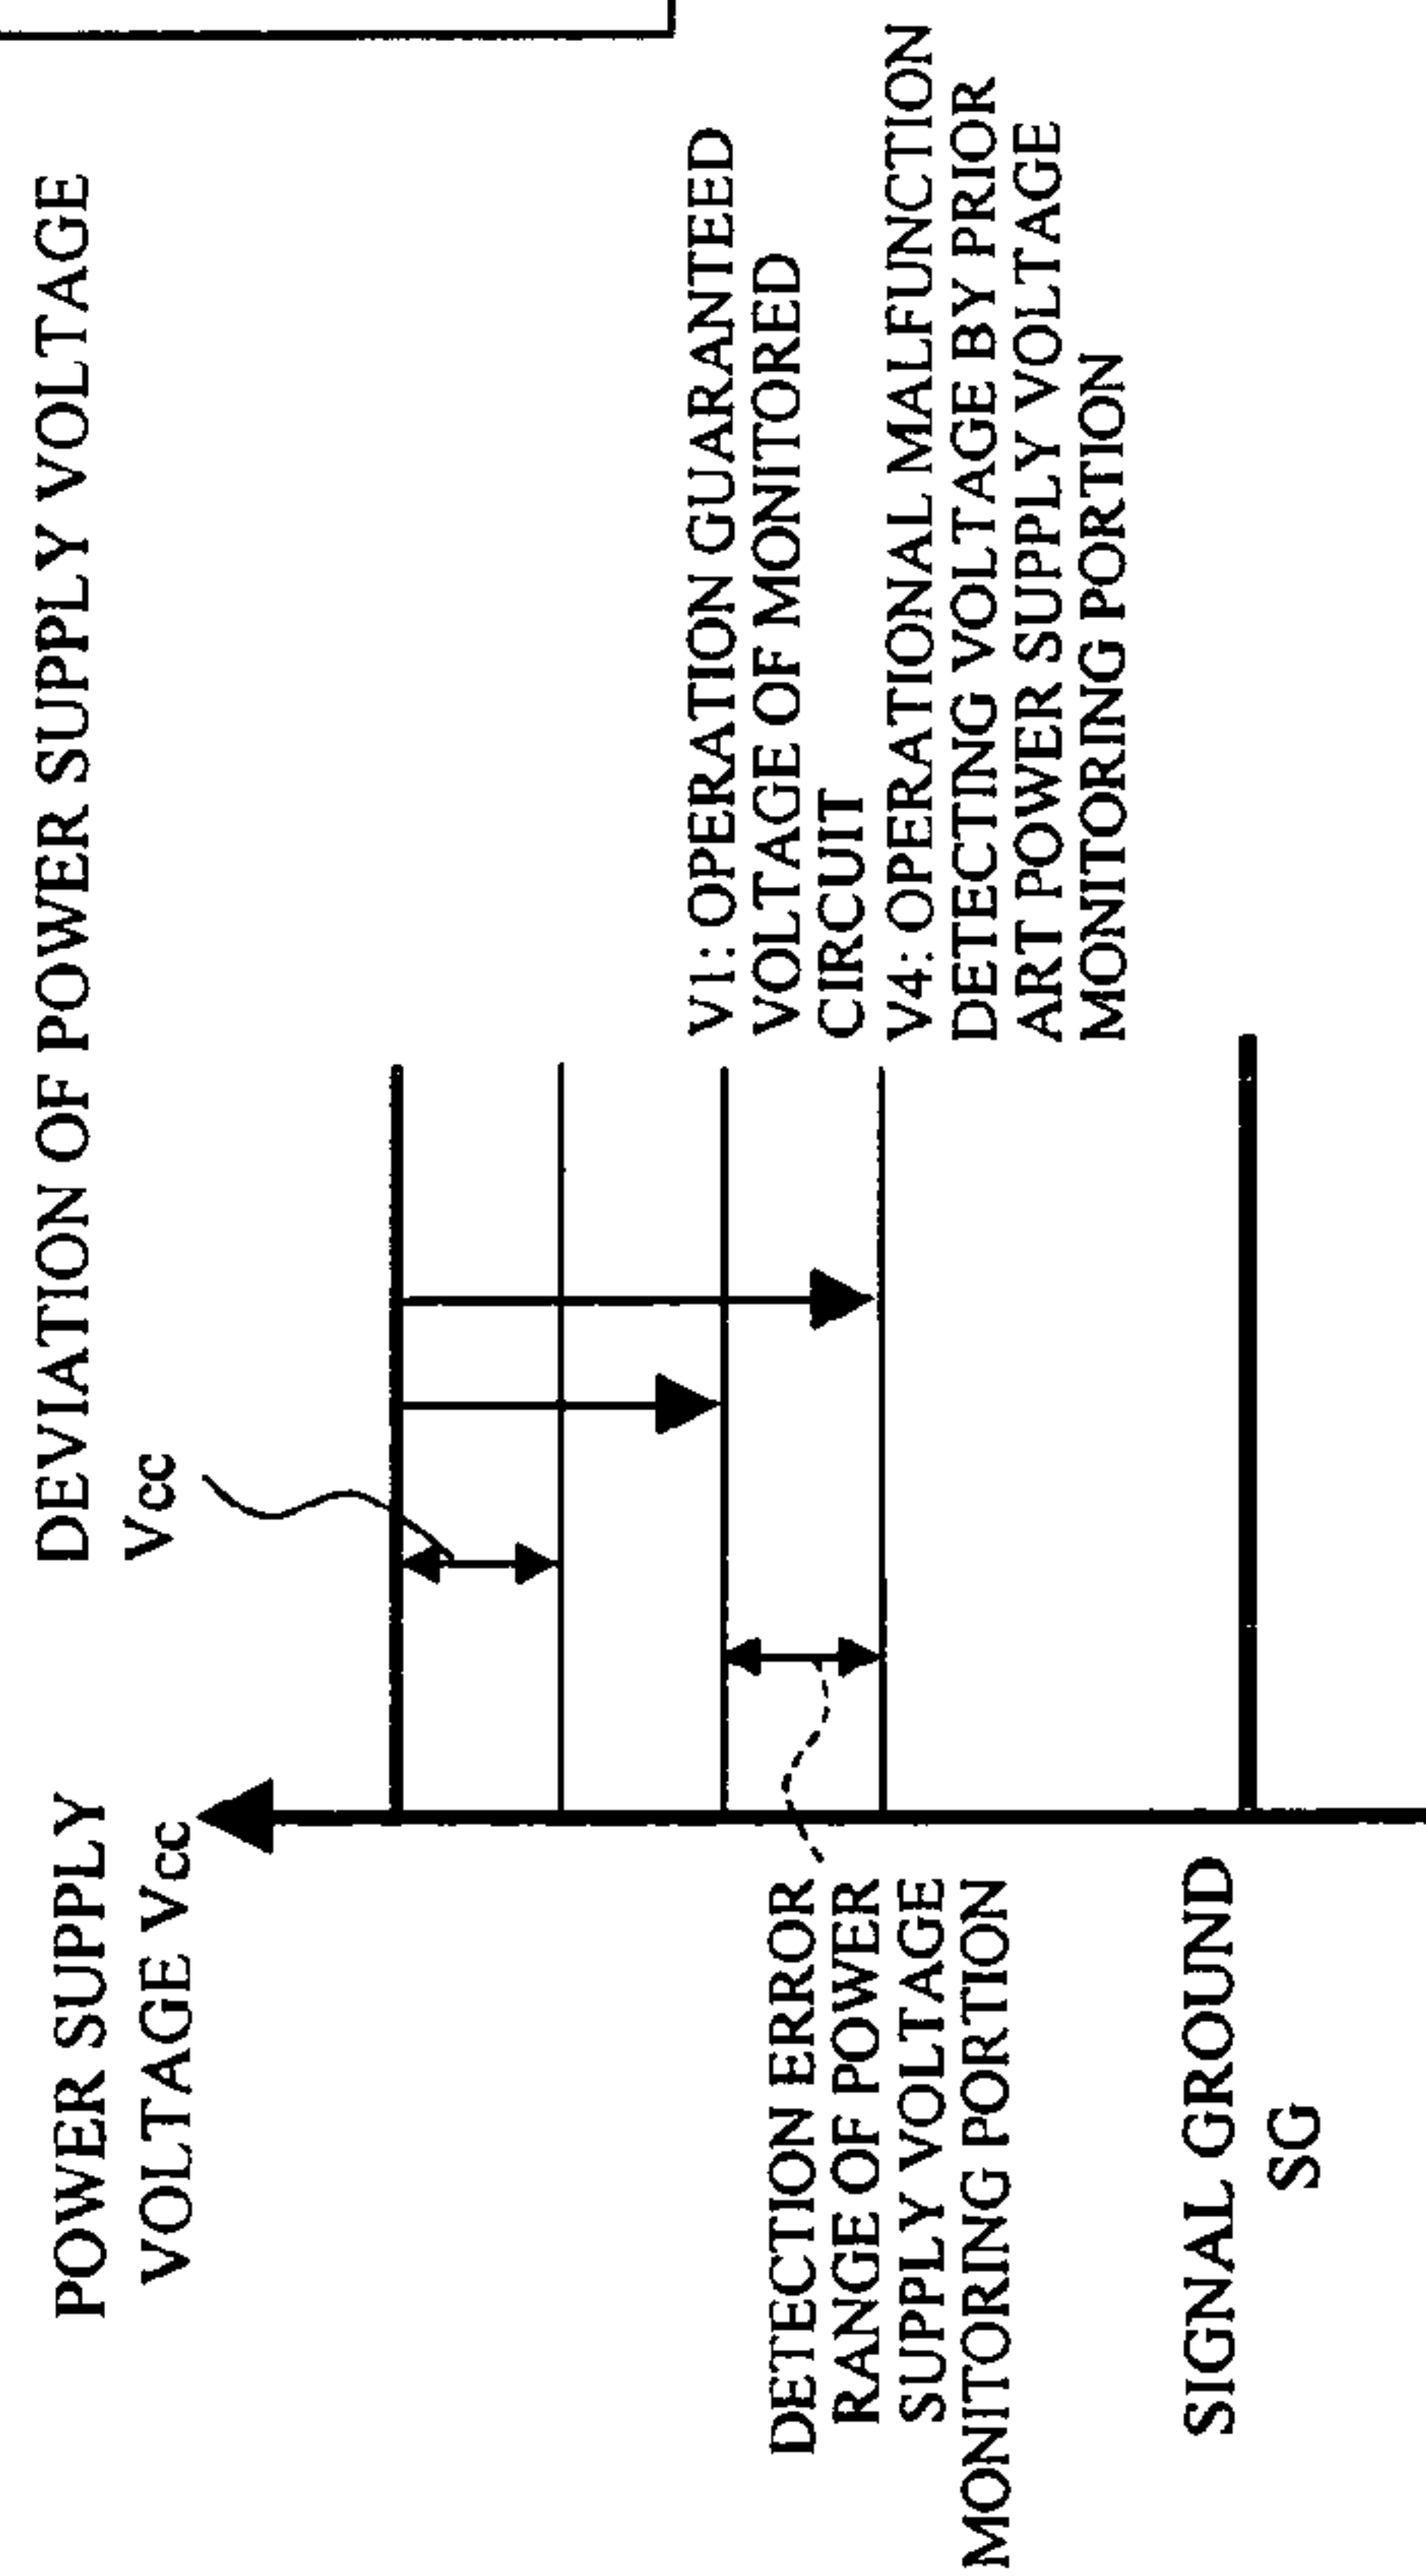 DEVIATION OF POWER SUPPLY VOLTAGE
Vcc
POWER SUPPLY
VOLTAGE Vcc
V1: OPERATION GUARANTEED
VOLTAGE OF MONITORED
CIRCUIT
V4: OPERATIONAL MALFUNCTION
DETECTING VOLTAGE BY PRIOR
ART POWER SUPPLY VOLTAGE
MONITORING PORTION
DETECTION ERROR
RANGE OF POWER
SUPPLY VOLTAGE
MONITORING PORTION
SIGNAL GROUND
SG